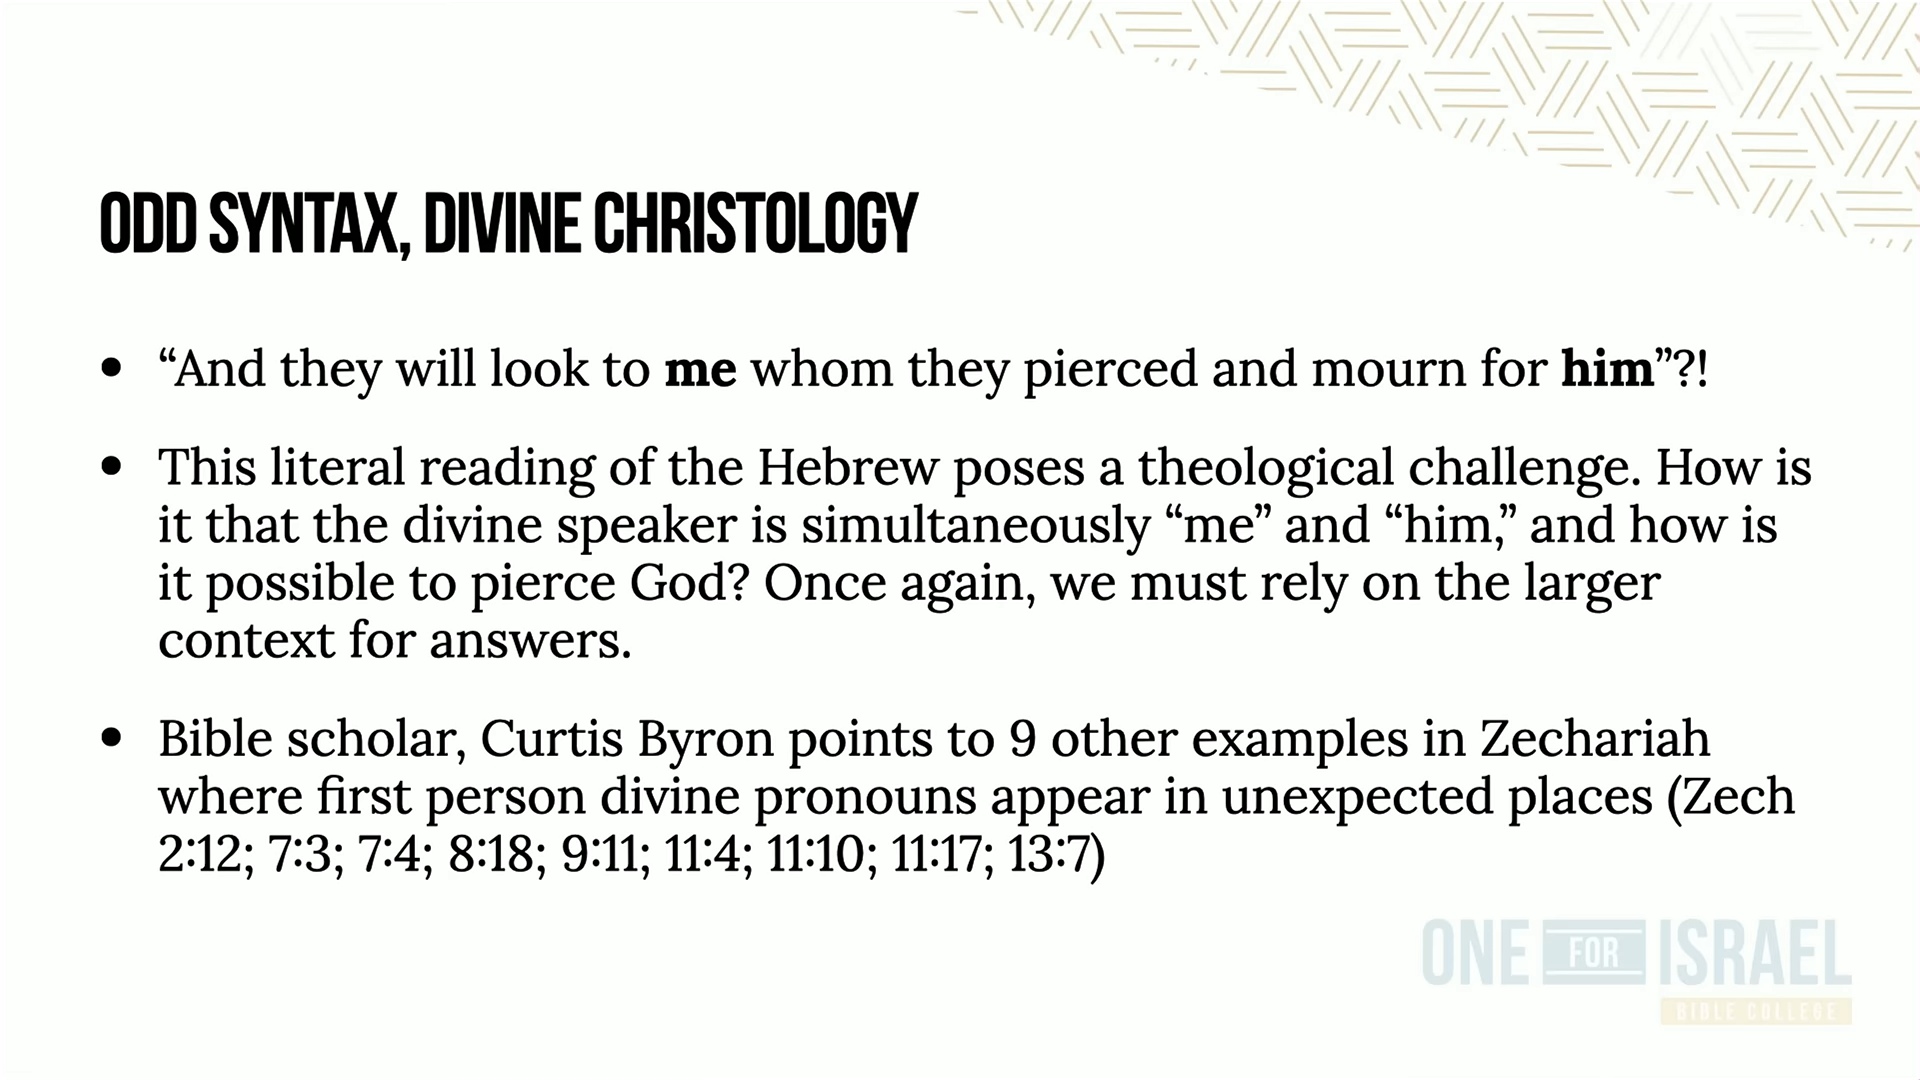 ODD SYNTAX, DIVINE CHRISTOLOGY
• “And they will look to me whom they pierced and mourn for him”?!
• This literal reading of the Hebrew poses a theological challenge. How is
it that the divine speaker is simultaneously “me” and “him,” and how is
it possible to pierce God? Once again, we must rely on the larger
context for answers.
• Bible scholar, Curtis Byron points to 9 other examples in Zechariah
where first person divine pronouns appear in unexpected places (Zech
2:12; 7:3; 7:4; 8:18; 9:11; 11:4; 11:10; 11:17; 13:7)
ONE FOR ISRAEL
BIBLE COLLEGE